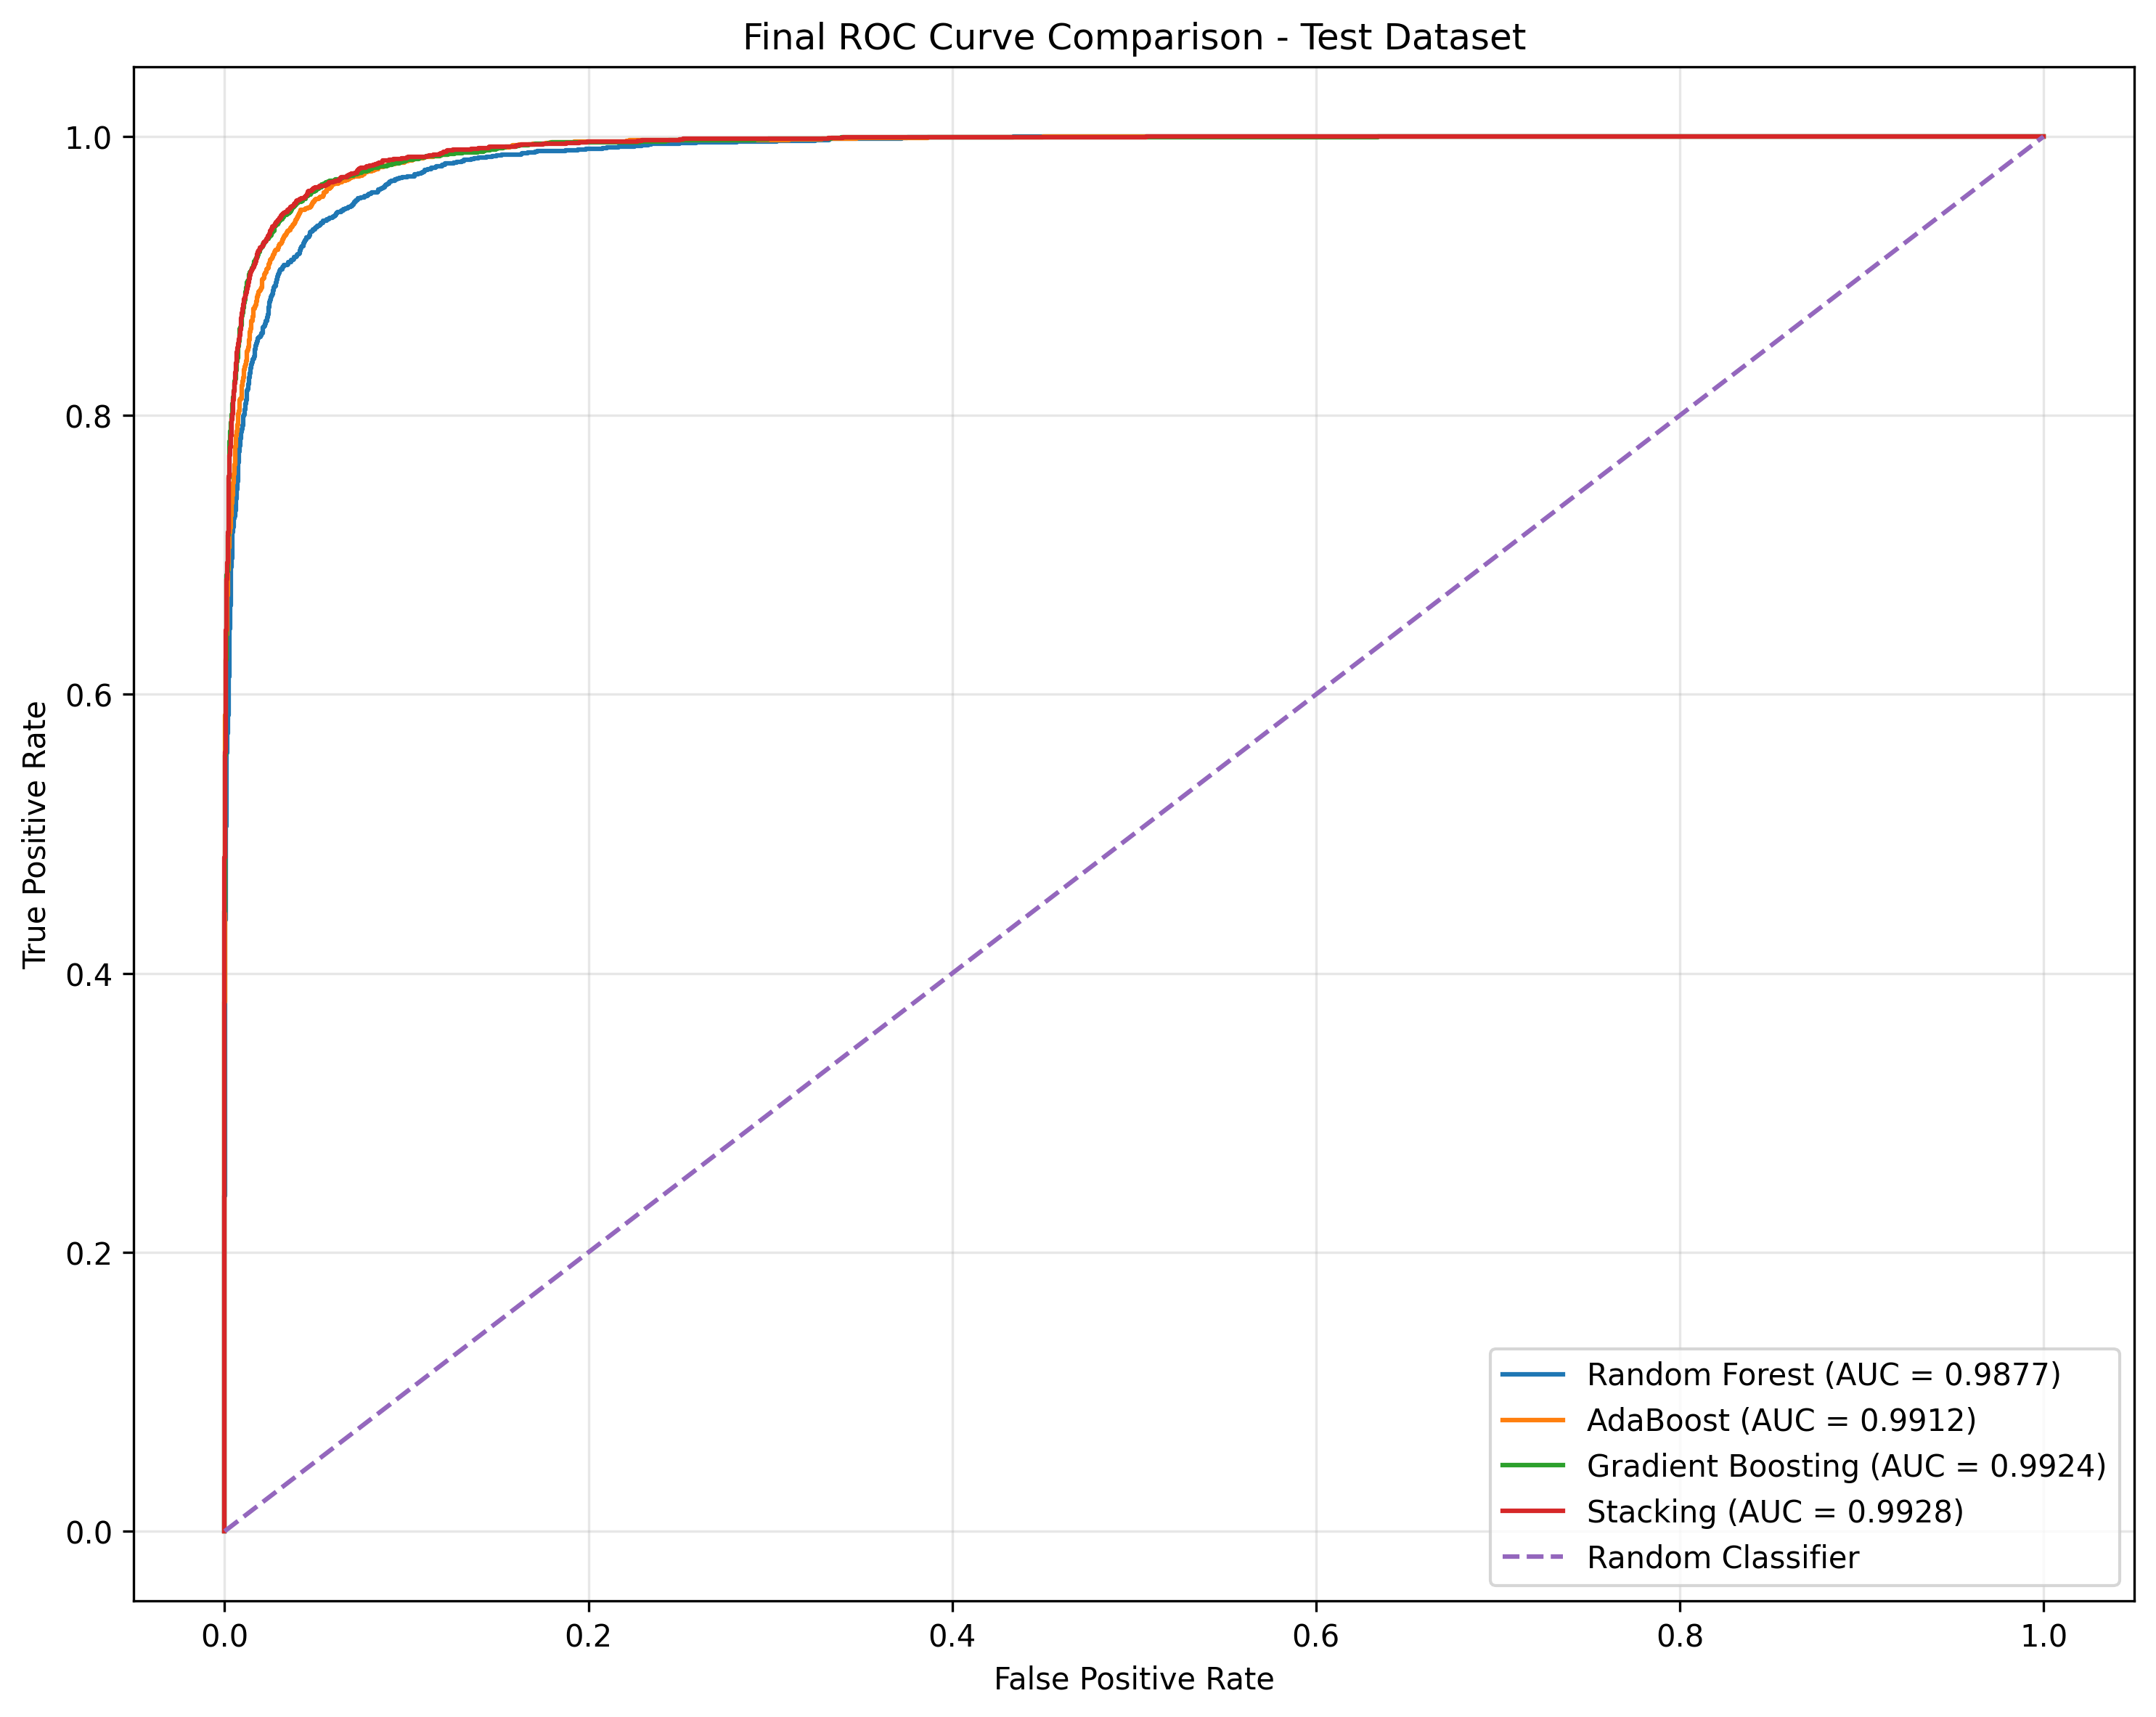 Final ROC Curve Comparison - Test Dataset
1.0
0.8
0.6
0.4
0.2
0.0
True Positive Rate
0.0 0.2 0.4 0.6 0.8 1.0
False Positive Rate
Random Forest (AUC = 0.9877)
AdaBoost (AUC = 0.9912)
Gradient Boosting (AUC = 0.9924)
Stacking (AUC = 0.9928)
Random Classifier